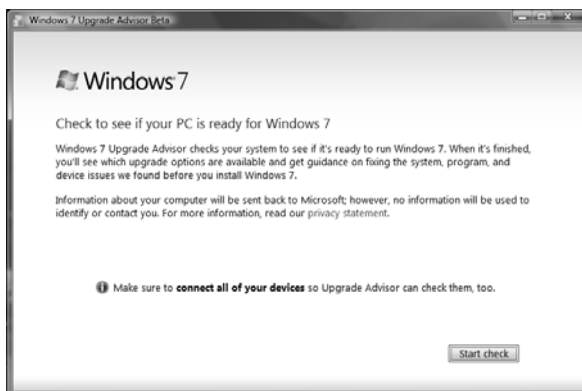 Windows 7 Upgrade Advisor Beta
Windows 7
Check to see if your PC is ready for Windows 7
Windows 7 Upgrade Advisor checks your system to see if it's ready to run Windows 7. When it's finished,
you'll see which upgrade options are available and get guidance on fixing the system, program, and
device issues we found before you install Windows 7.
Information about your computer will be sent back to Microsoft; however, no information will be used to
identify or contact you. For more information, read our privacy statement.
Make sure to connect all of your devices so Upgrade Advisor can check them, too.
Start check